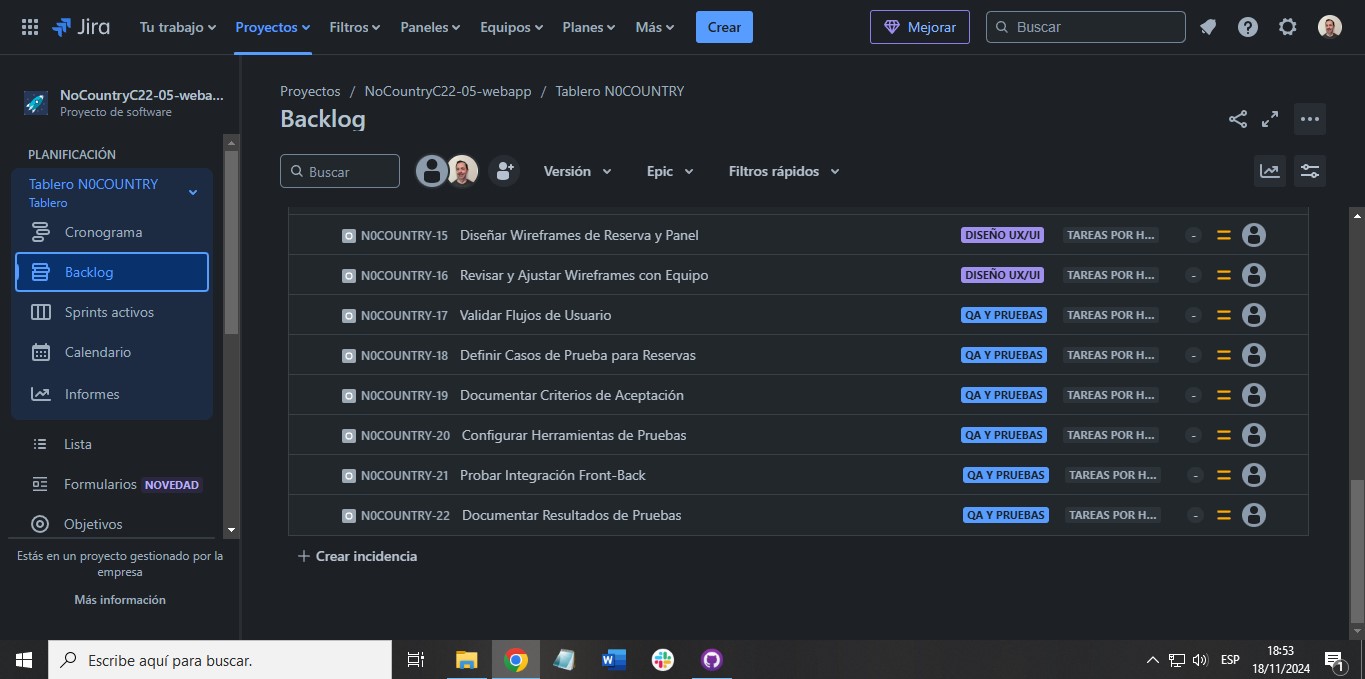 Jira Tu trabajo Proyectos Filtros Paneles Equipos Planes Más Crear Mejorar Buscar
NoCountryC22-05-weba...
Proyecto de software
PLANIFICACIÓN
Tablero N0COUNTRY
Tablero
Cronograma
Backlog
Sprints activos
Calendario
Informes
Lista
Formularios NOVEDAD
Objetivos
Estás en un proyecto gestionado por la
empresa
Más información
Proyectos / NoCountryC22-05-webapp / Tablero N0COUNTRY
Backlog
Buscar Versión Epic Filtros rápidos
N0COUNTRY-15 Diseñar Wireframes de Reserva y Panel DISEÑO UX/UI TAREAS POR H... -
N0COUNTRY-16 Revisar y Ajustar Wireframes con Equipo DISEÑO UX/UI TAREAS POR H... -
N0COUNTRY-17 Validar Flujos de Usuario QA Y PRUEBAS TAREAS POR H... -
N0COUNTRY-18 Definir Casos de Prueba para Reservas QA Y PRUEBAS TAREAS POR H... -
N0COUNTRY-19 Documentar Criterios de Aceptación QA Y PRUEBAS TAREAS POR H... -
N0COUNTRY-20 Configurar Herramientas de Pruebas QA Y PRUEBAS TAREAS POR H... -
N0COUNTRY-21 Probar Integración Front-Back QA Y PRUEBAS TAREAS POR H... -
N0COUNTRY-22 Documentar Resultados de Pruebas QA Y PRUEBAS TAREAS POR H... -
+ Crear incidencia
Escribe aquí para buscar.
ESP
18:53
18/11/2024
1